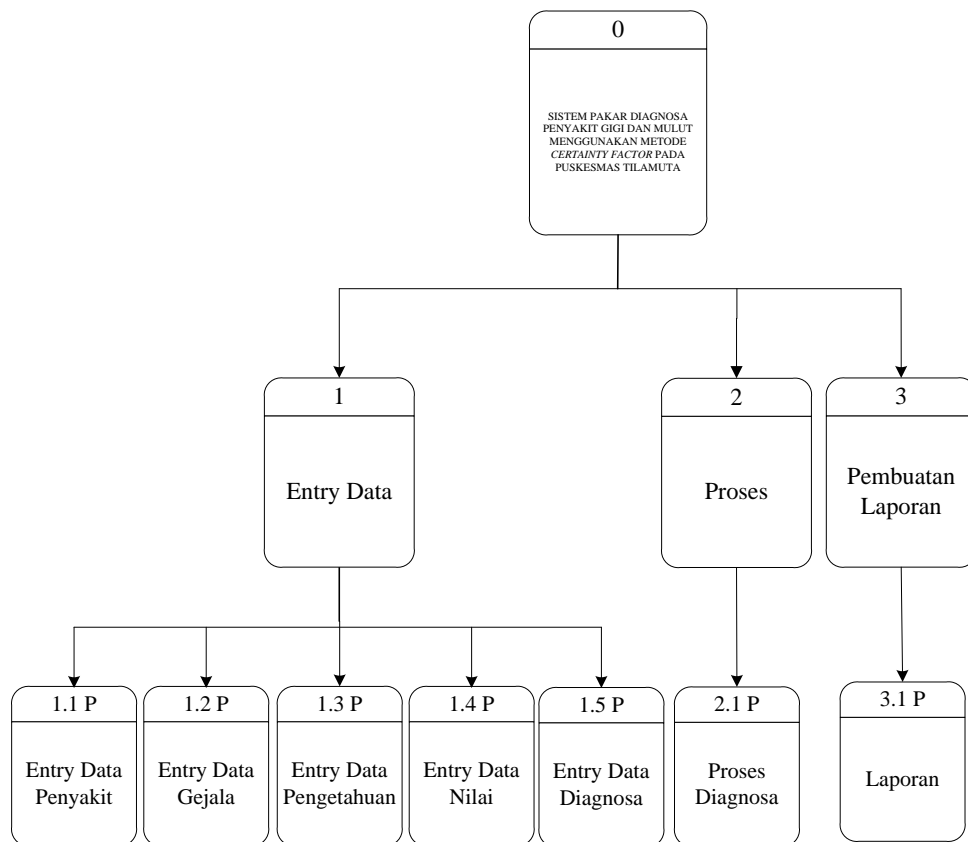 0
SISTEM PAKAR DIAGNOSA
PENYAKIT GIGI DAN MULUT
MENGGUNAKAN METODE
CERTAINTY FACTOR PADA
PUSKESMAS TILAMUTA
1
Entry Data
2
Proses
3
Pembuatan
Laporan
1.1 P
Entry Data
Penyakit
1.2 P
Entry Data
Gejala
1.3 P
Entry Data
Pengetahuan
1.4 P
Entry Data
Nilai
1.5 P
Entry Data
Diagnosa
2.1 P
Proses
Diagnosa
3.1 P
Laporan